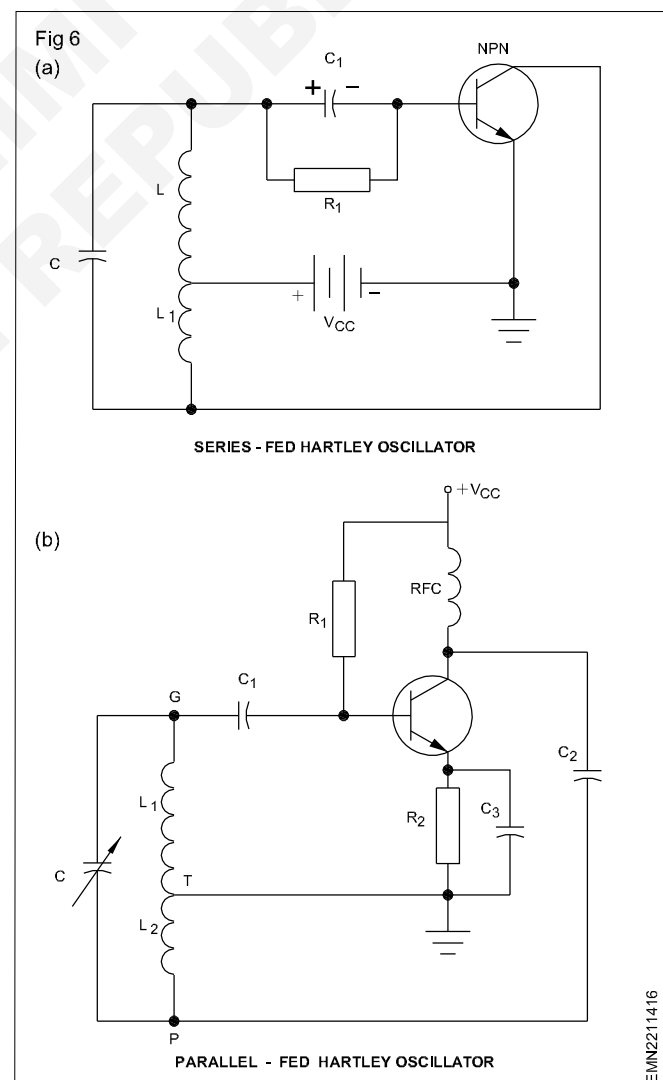 Fig 6
(a)
NPN
C1
+ −
R1
L
C
L1
+ −
VCC
SERIES - FED HARTLEY OSCILLATOR
+VCC
(b)
RFC
R1
C1
G
C2
L1
R2
C3
C
T
L2
P
PARALLEL - FED HARTLEY OSCILLATOR
EMN2211416
REPUBL